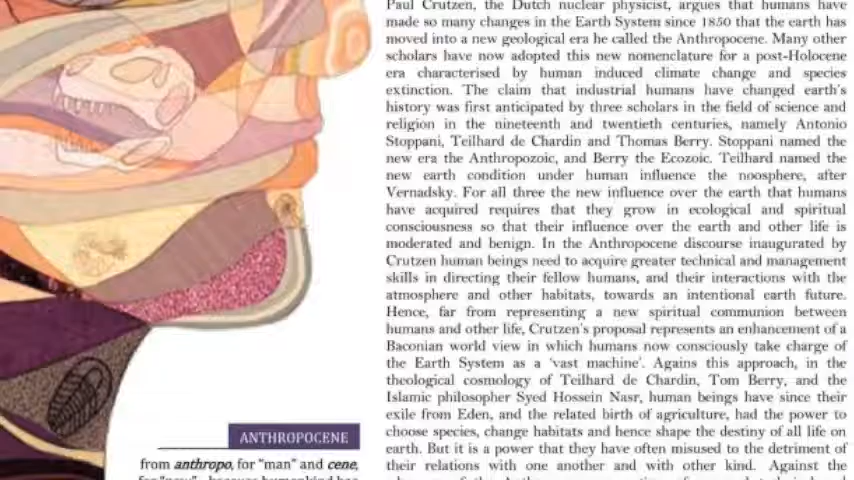 Paul Crutzen, the Dutch nuclear physicist, argues that humans have
made so many changes in the Earth System since 1850 that the earth has
moved into a new geological era he called the Anthropocene. Many other
scholars have now adopted this new nomenclature for a post-Holocene
era characterised by human induced climate change and species
extinction. The claim that industrial humans have changed earth's
history was first anticipated by three scholars in the field of science and
religion in the nineteenth and twentieth centuries, namely Antonio
Stoppani, Teilhard de Chardin and Thomas Berry. Stoppani named the
new era the Anthropozoic, and Berry the Ecozoic. Teilhard named the
new earth condition under human influence the noosphere, after
Vernadsky. For all three the new influence over the earth that humans
have acquired requires that they grow in ecological and spiritual
consciousness so that their influence over the earth and other life is
moderated and benign. In the Anthropocene discourse inaugurated by
Crutzen human beings need to acquire greater technical and management
skills in directing their fellow humans, and their interactions with the
atmosphere and other habitats, towards an intentional earth future.
Hence, far from representing a new spiritual communion between
humans and other life, Crutzen's proposal represents an enhancement of a
Baconian world view in which humans now consciously take charge of
the Earth System as a 'vast machine'. Agains this approach, in the
theological cosmology of Teilhard de Chardin, Tom Berry, and the
Islamic philosopher Syed Hossein Nasr, human beings have since their
exile from Eden, and the related birth of agriculture, had the power to
choose species, change habitats and hence shape the destiny of all life on
earth. But it is a power that they have often misused to the detriment of
their relations with one another and with other kind. Against the
ANTHROPOCENE
from anthropo, for "man" and cene,